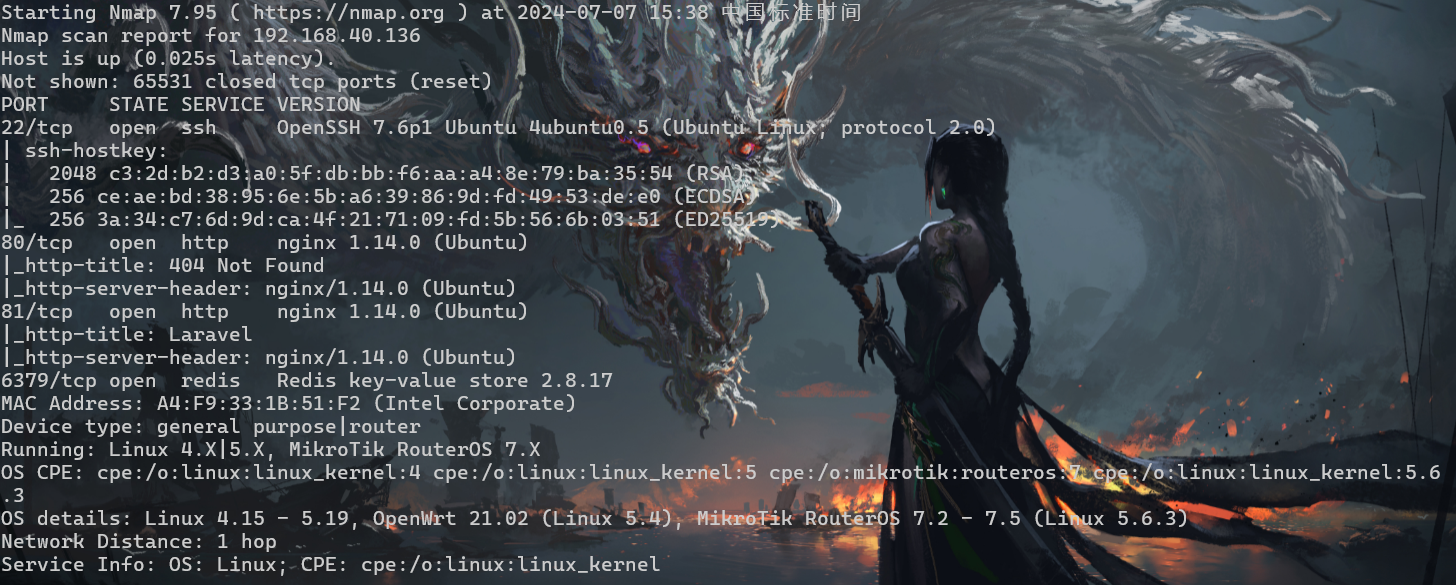 Starting Nmap 7.95 ( https://nmap.org ) at 2024-07-07 15:38 中国标准时间
Nmap scan report for 192.168.40.136
Host is up (0.025s latency).
Not shown: 65531 closed tcp ports (reset)
PORT     STATE SERVICE VERSION
22/tcp   open  ssh     OpenSSH 7.6p1 Ubuntu 4ubuntu0.5 (Ubuntu Linux; protocol 2.0)
| ssh-hostkey:
|   2048 c3:2d:b2:d3:a0:5f:db:bb:f6:aa:a4:8e:79:ba:35:54 (RSA)
|   256 ce:ae:bd:38:95:6e:5b:a6:39:86:9d:fd:49:53:de:e0 (ECDSA)
|_  256 3a:34:c7:6d:9d:ca:4f:21:71:09:fd:5b:56:6b:03:51 (ED25519)
80/tcp   open  http    nginx 1.14.0 (Ubuntu)
|_http-title: 404 Not Found
|_http-server-header: nginx/1.14.0 (Ubuntu)
81/tcp   open  http    nginx 1.14.0 (Ubuntu)
|_http-title: Laravel
|_http-server-header: nginx/1.14.0 (Ubuntu)
6379/tcp open  redis   Redis key-value store 2.8.17
MAC Address: A4:F9:33:1B:51:F2 (Intel Corporate)
Device type: general purpose|router
Running: Linux 4.X|5.X, MikroTik RouterOS 7.X
OS CPE: cpe:/o:linux:linux_kernel:4 cpe:/o:linux:linux_kernel:5 cpe:/o:mikrotik:routeros:7 cpe:/o:linux:linux_kernel:5.6
.3
OS details: Linux 4.15 - 5.19, OpenWrt 21.02 (Linux 5.4), MikroTik RouterOS 7.2 - 7.5 (Linux 5.6.3)
Network Distance: 1 hop
Service Info: OS: Linux; CPE: cpe:/o:linux:linux_kernel